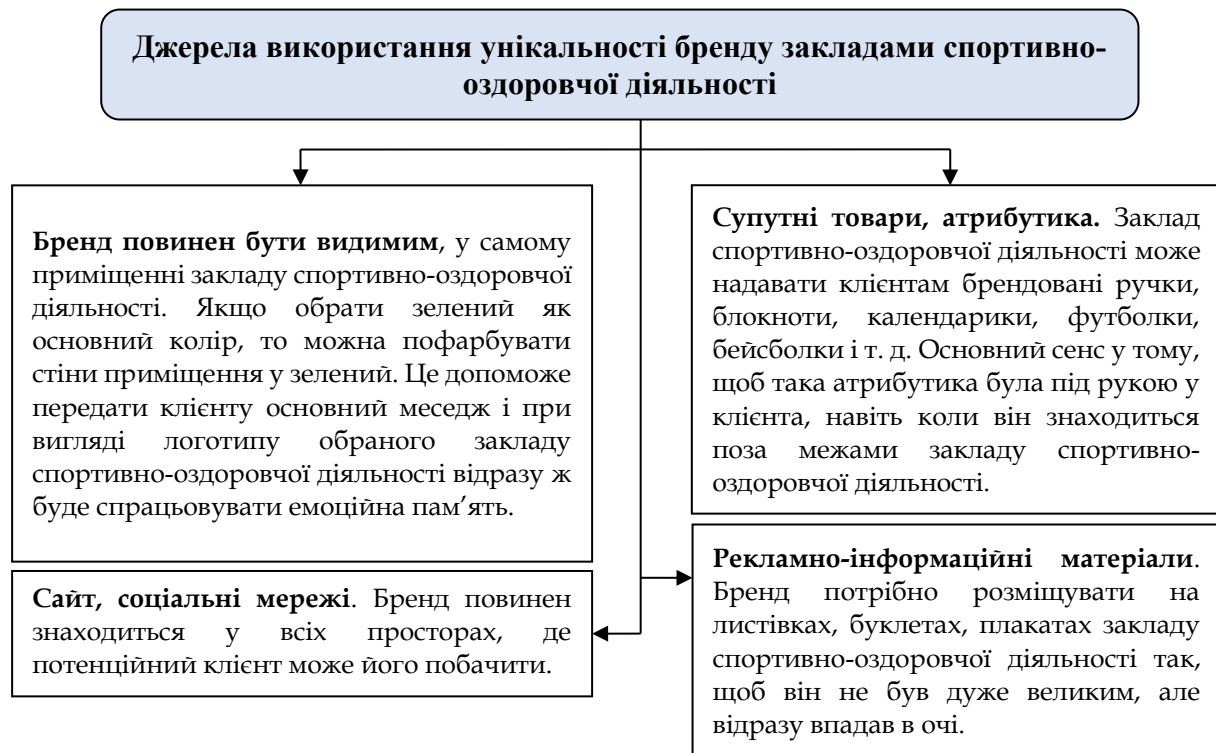 Джерела використання унікальності бренду закладами спортивно-
оздоровчої діяльності
Бренд повинен бути видимим, у самому
приміщенні закладу спортивно-оздоровчої
діяльності. Якщо обрати зелений як
основний колір, то можна пофарбувати
стіни приміщення у зелений. Це допоможе
передати клієнту основний меседж і при
вигляді логотипу обраного закладу
спортивно-оздоровчої діяльності відразу ж
буде спрацьовувати емоційна пам’ять.
Супутні товари, атрибутика. Заклад
спортивно-оздоровчої діяльності може
надавати клієнтам брендовані ручки,
блокноти, календарики, футболки,
бейсболки і т. д. Основний сенс у тому,
щоб така атрибутика була під рукою у
клієнта, навіть коли він знаходиться
поза межами закладу спортивно-
оздоровчої діяльності.
Сайт, соціальні мережі. Бренд повинен
знаходиться у всіх просторах, де
потенційний клієнт може його побачити.
Рекламно-інформаційні матеріали.
Бренд потрібно розміщувати на
листівках, буклетах, плакатах закладу
спортивно-оздоровчої діяльності так,
щоб він не був дуже великим, але
відразу впадав в очі.